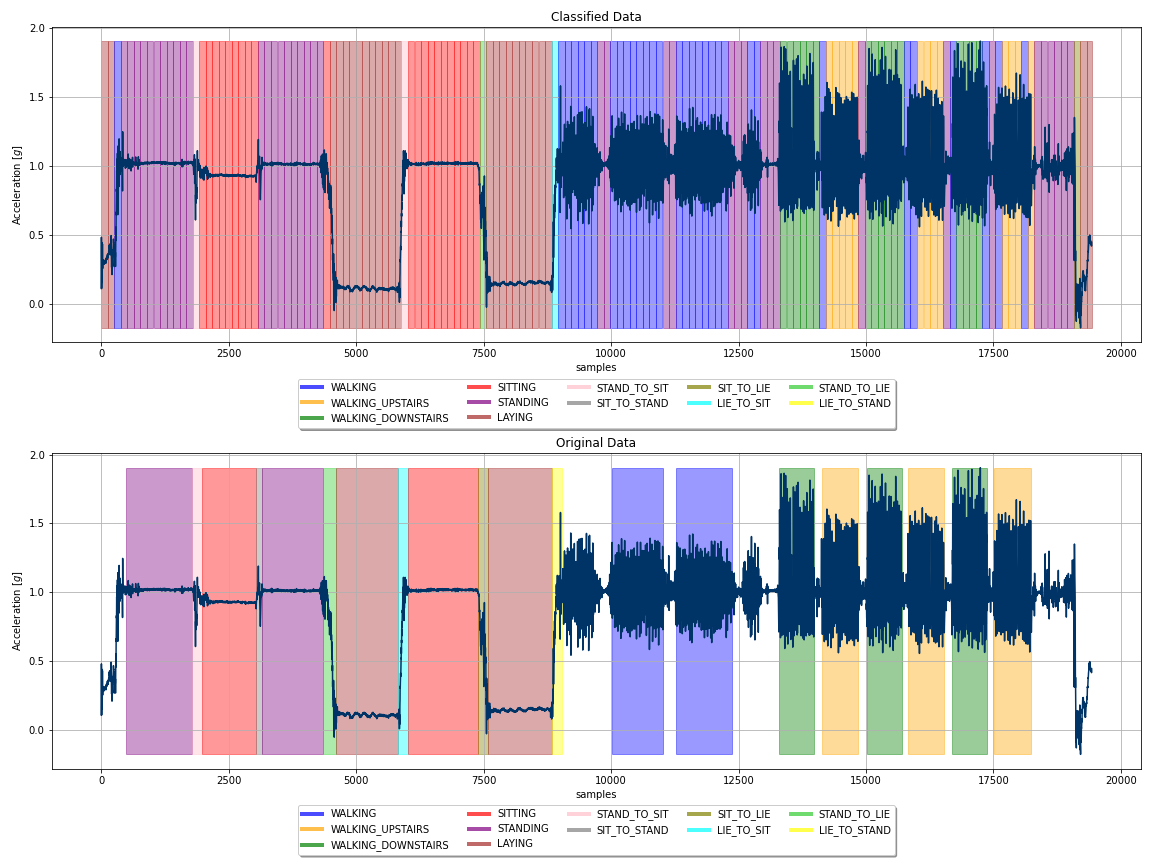 Classified Data
2.0
1.5
1.0
0.5
0.0
Acceleration [g]
0 2500 5000 7500 10000 12500 15000 17500 20000
samples
WALKING SITTING STAND_TO_SIT SIT_TO_LIE STAND_TO_LIE
WALKING_UPSTAIRS STANDING SIT_TO_STAND LIE_TO_SIT LIE_TO_STAND
WALKING_DOWNSTAIRS LAYING
Original Data
2.0
1.5
1.0
0.5
0.0
Acceleration [g]
0 2500 5000 7500 10000 12500 15000 17500 20000
samples
WALKING SITTING STAND_TO_SIT SIT_TO_LIE STAND_TO_LIE
WALKING_UPSTAIRS STANDING SIT_TO_STAND LIE_TO_SIT LIE_TO_STAND
WALKING_DOWNSTAIRS LAYING